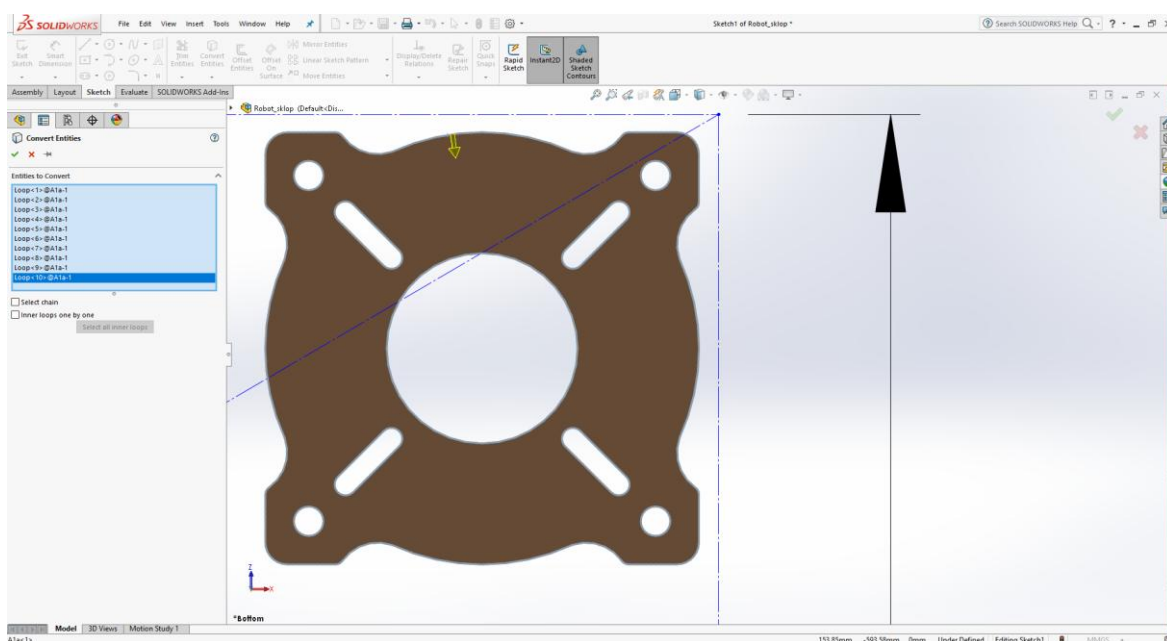 SOLIDWORKS File Edit View Insert Tools Window Help Sketch1 of Robot_sklop * Search SOLIDWORKS Help
Exit Sketch Smart Dimension Trim Entities Convert Entities Offset Entities Offset On Surface Mirror Entities Linear Sketch Pattern Move Entities Display/Delete Relations Repair Sketch Quick Snaps Rapid Sketch Instant2D Shaded Sketch Contours
Assembly Layout Sketch Evaluate SOLIDWORKS Add-Ins
Robot_sklop (Default<Dis...
Convert Entities
Entities to Convert
Loop<1>@A1a-1
Loop<2>@A1a-1
Loop<3>@A1a-1
Loop<4>@A1a-1
Loop<5>@A1a-1
Loop<6>@A1a-1
Loop<7>@A1a-1
Loop<8>@A1a-1
Loop<9>@A1a-1
Loop<10>@A1a-1
Select chain
Inner loops one by one
Select all inner loops
Z
X
*Bottom
Model 3D Views Motion Study 1
A1a<1> 153.85mm -593.58mm 0mm Under Defined Editing Sketch1 MMGS